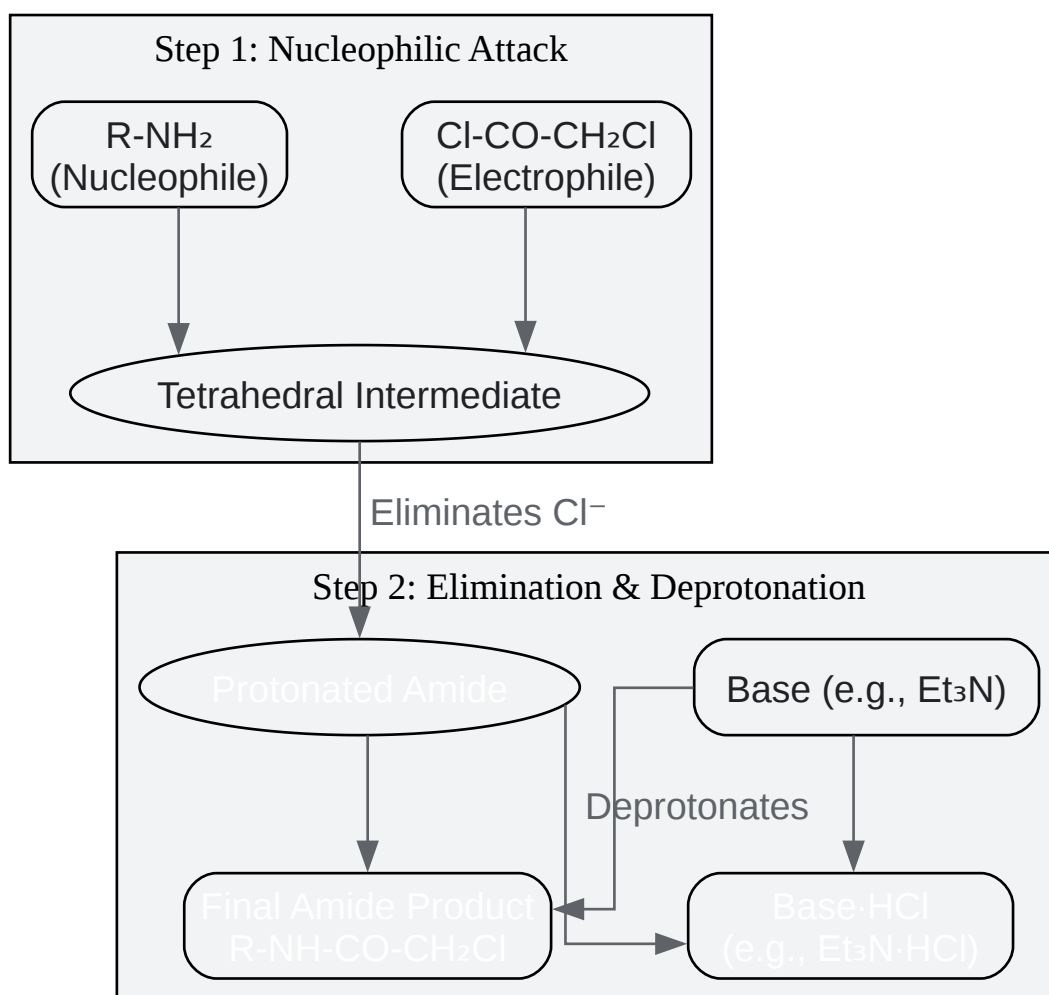 Step 1: Nucleophilic Attack
R-NH₂
(Nucleophile)
Cl-CO-CH₂Cl
(Electrophile)
Tetrahedral Intermediate
Eliminates Cl⁻
Step 2: Elimination & Deprotonation
Protonated Amide
Base (e.g., Et₃N)
Deprotonates
Final Amide Product
R-NH-CO-CH₂Cl
Base·HCl
(e.g., Et₃N·HCl)